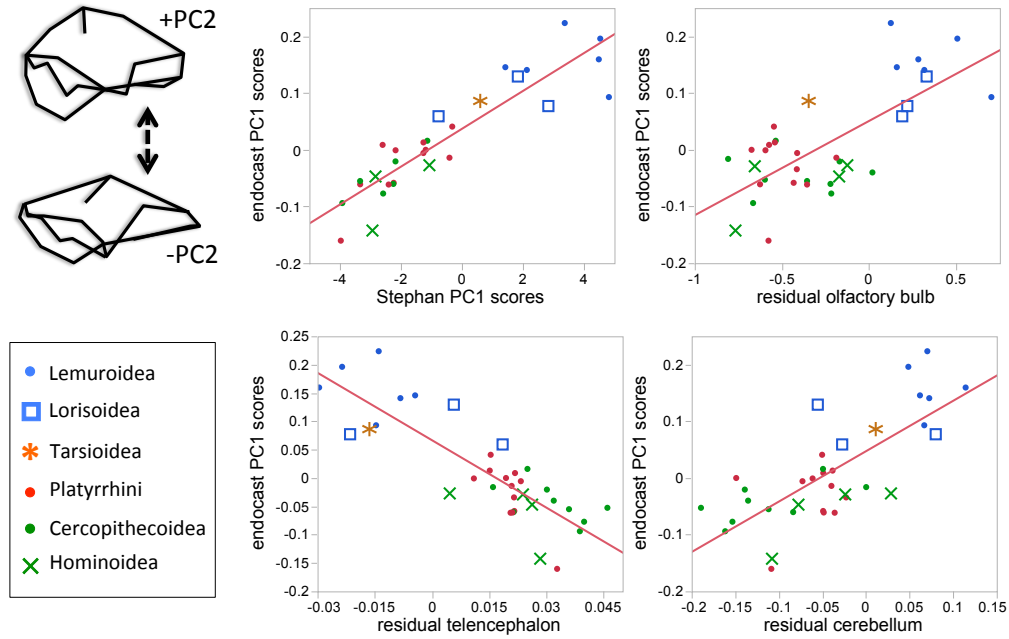 +PC2
-PC2
endocast PC1 scores
0.2
0.1
0
-0.1
-0.2
-4 -2 0 2 4
Stephan PC1 scores
endocast PC1 scores
0.2
0.1
0
-0.1
-0.2
-1 -0.5 0 0.5
residual olfactory bulb
Lemuroidea
Lorisoidea
Tarsioidea
Platyrrhini
Cercopithecoidea
Hominoidea
endocast PC1 scores
0.25
0.2
0.15
0.1
0.05
0
-0.05
-0.1
-0.15
-0.2
-0.03 -0.015 0 0.015 0.03 0.045
residual telencephalon
endocast PC1 scores
0.2
0.1
0
-0.1
-0.2
-0.2 -0.15 -0.1 -0.05 0 0.05 0.1 0.15
residual cerebellum